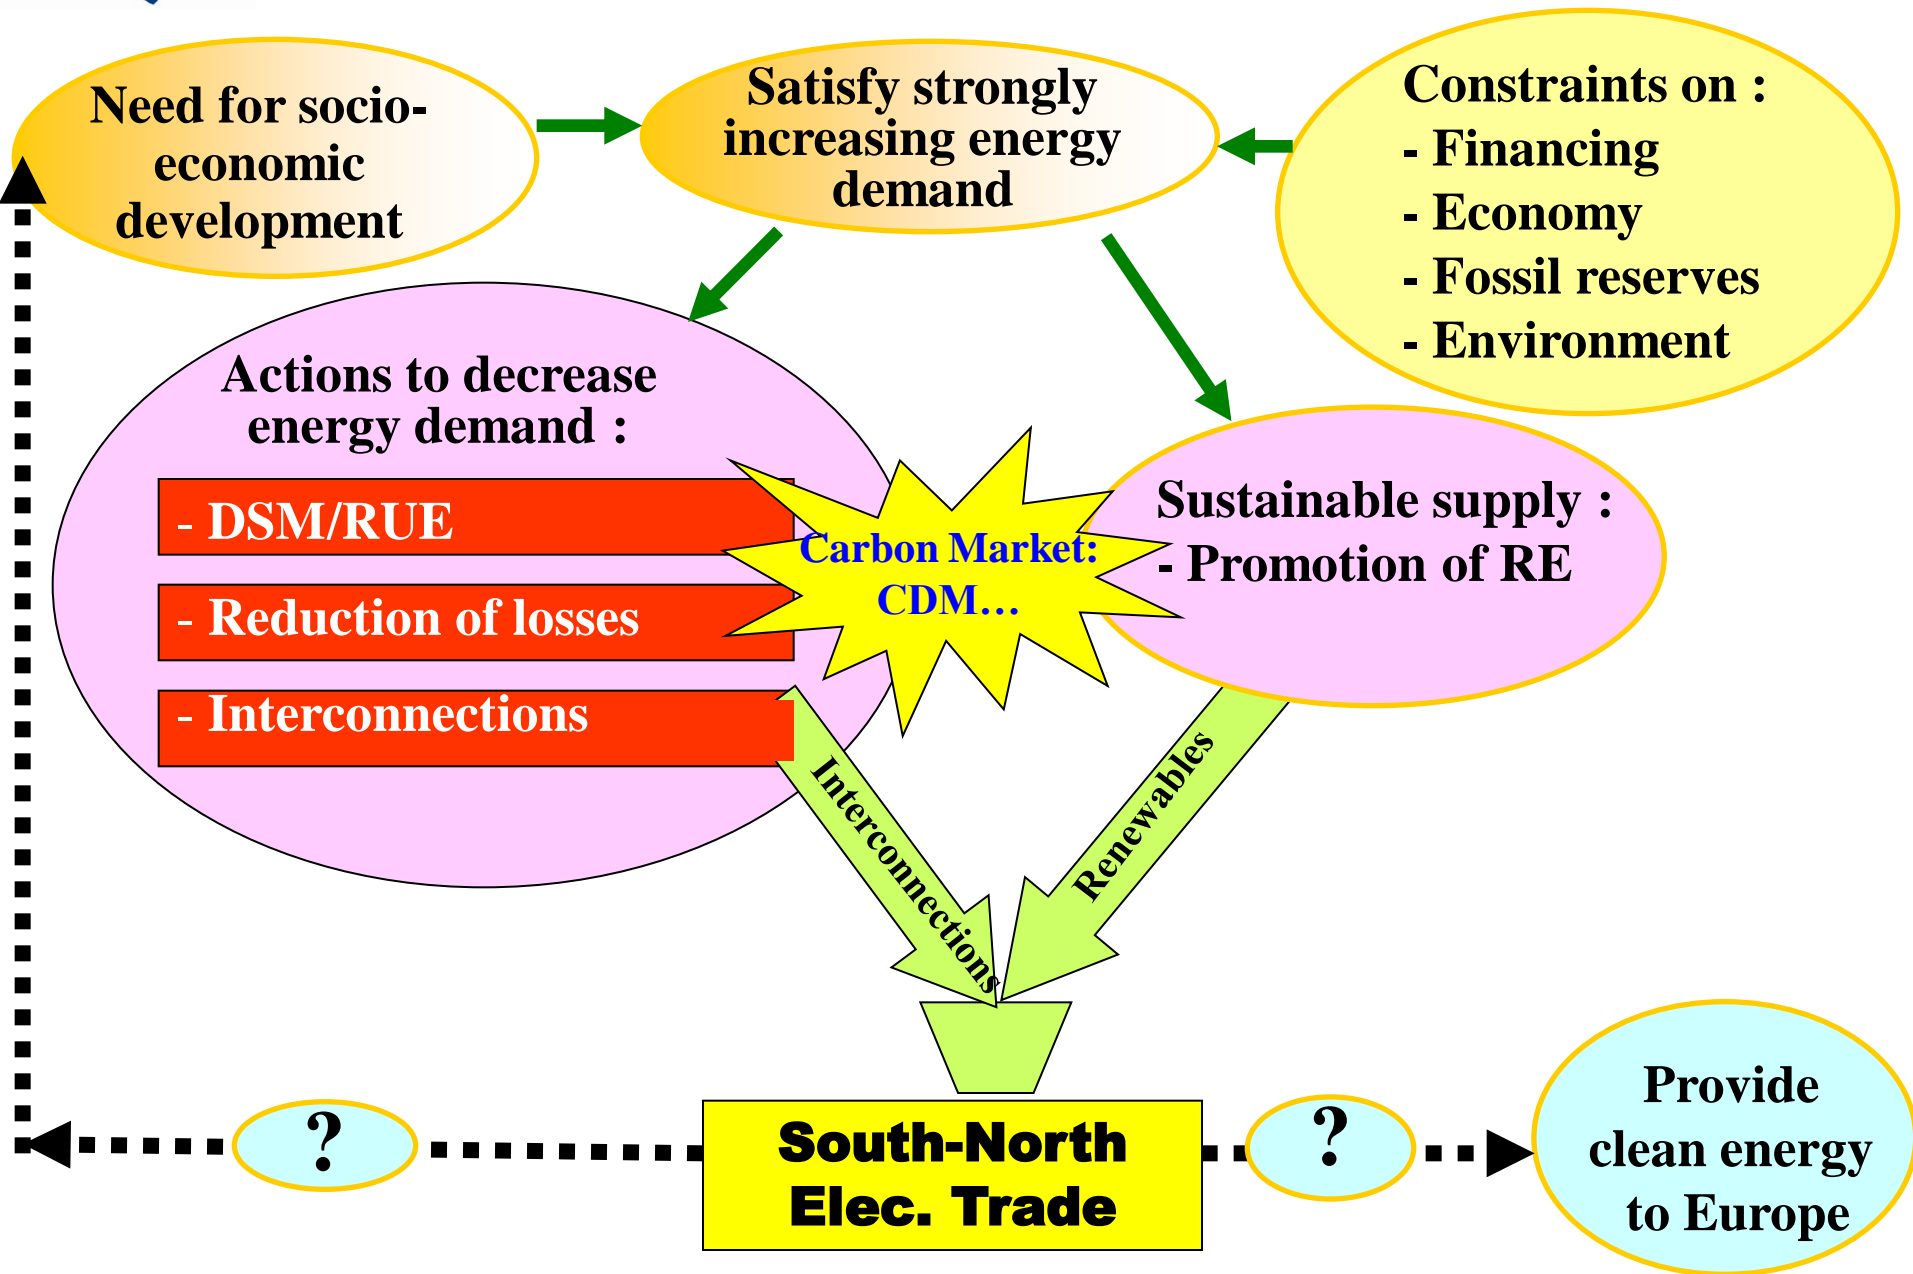 Need for socio-
economic
development
Satisfy strongly
increasing energy
demand
Constraints on :
- Financing
- Economy
- Fossil reserves
- Environment
Actions to decrease
energy demand :
- DSM/RUE
- Reduction of losses
- Interconnections
Carbon Market:
CDM…
Sustainable supply :
- Promotion of RE
Interconnections
Renewables
?
South-North
Elec. Trade
?
Provide
clean energy
to Europe